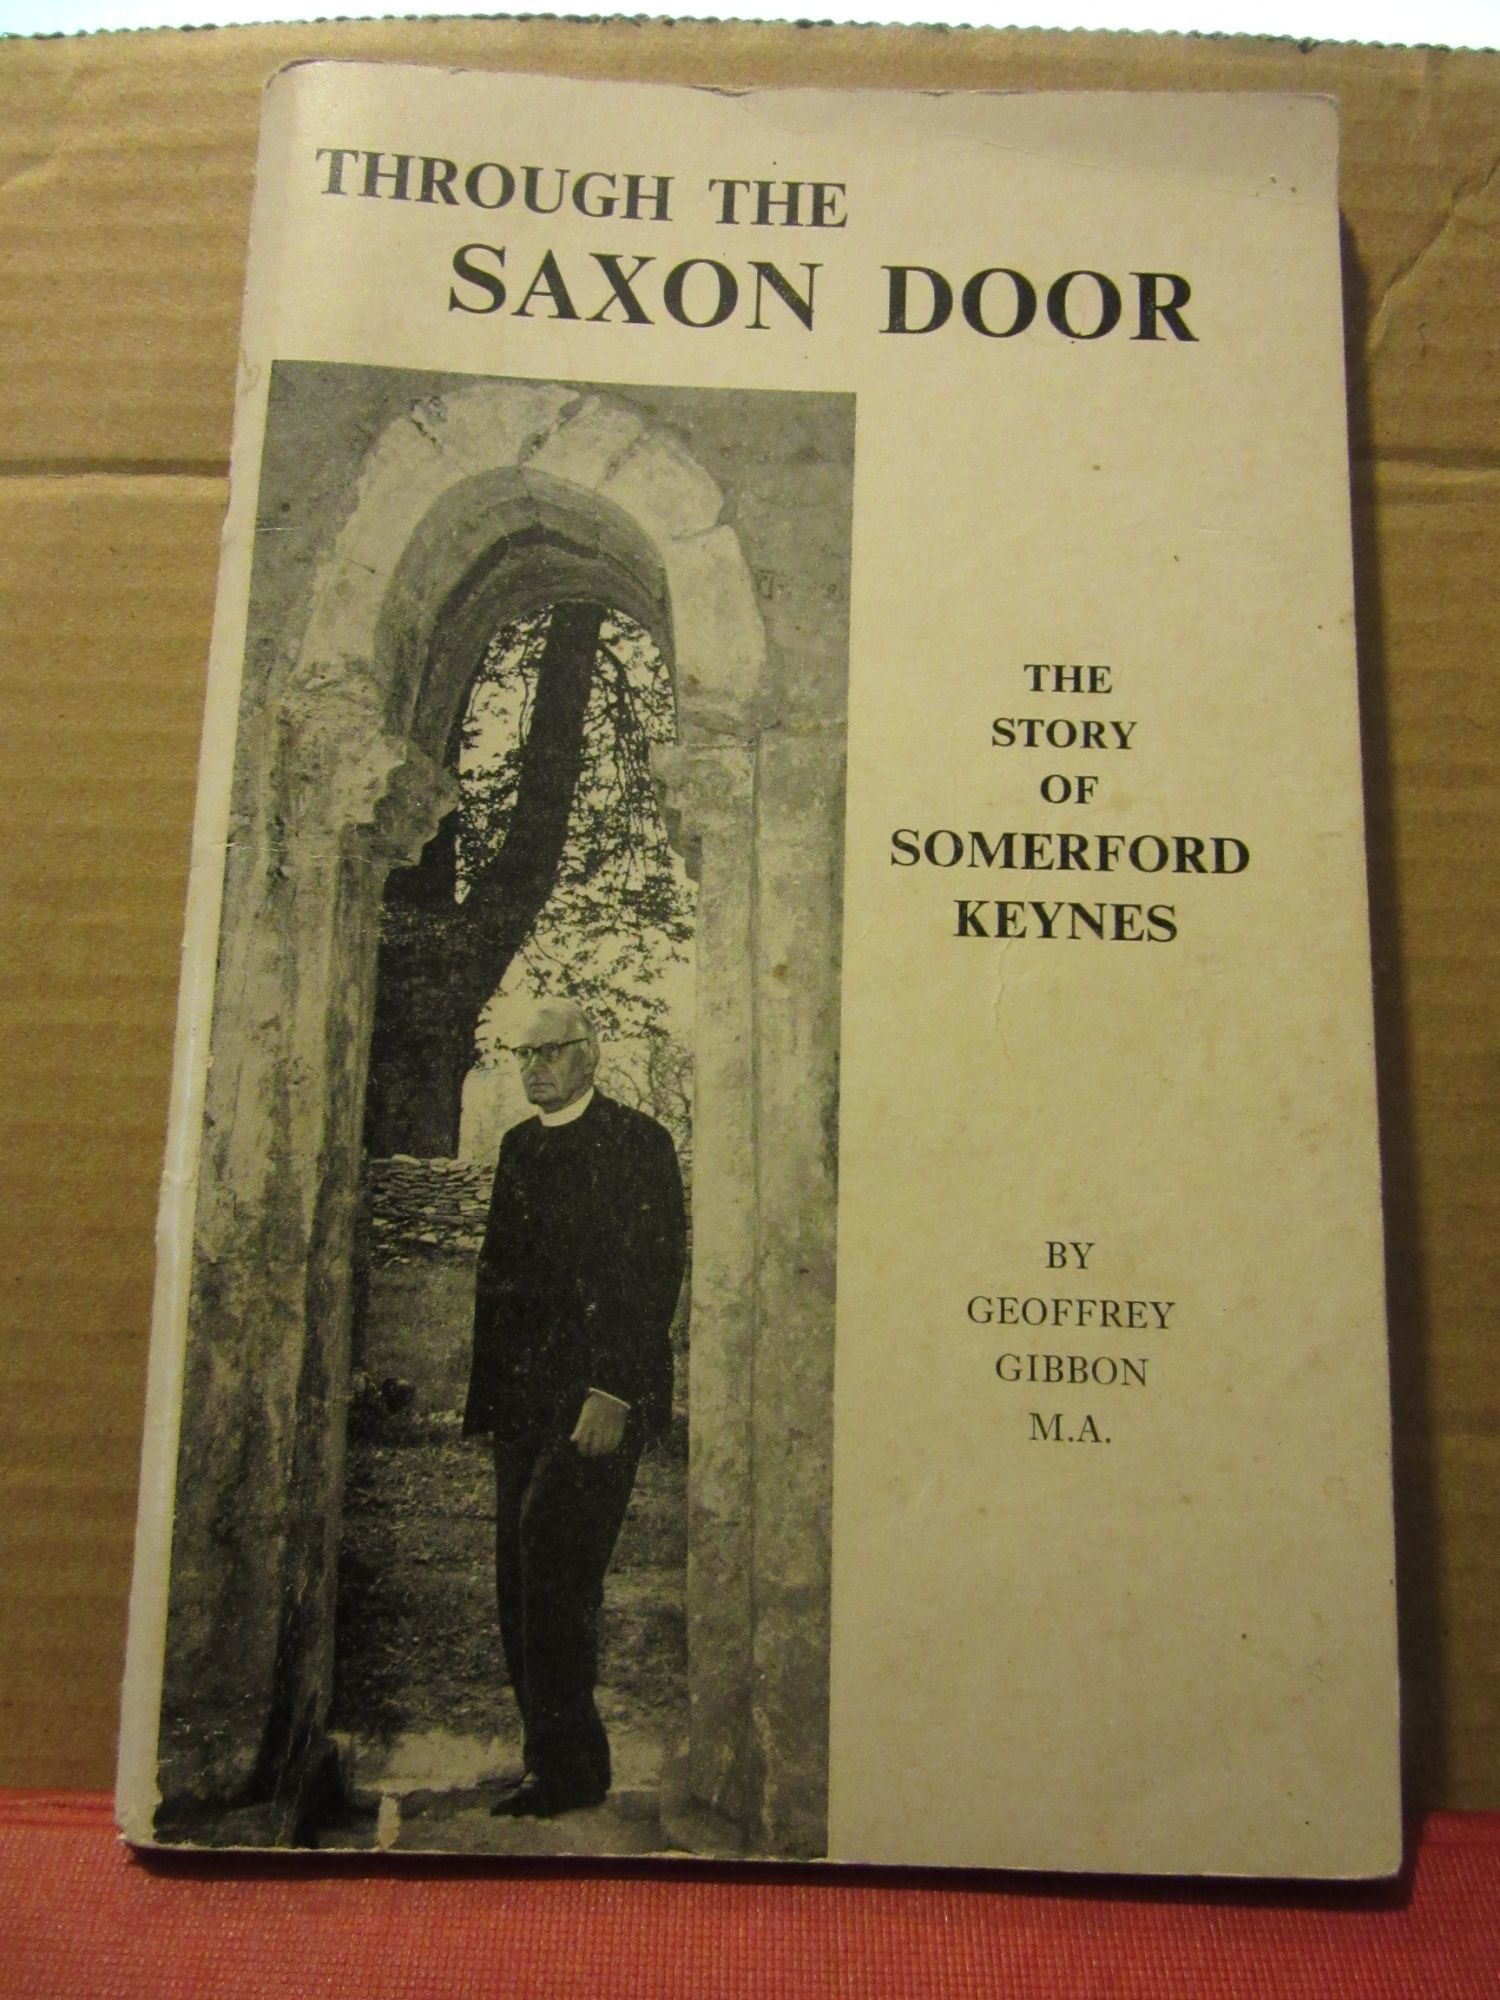 THROUGH THE
SAXON DOOR
THE
STORY
OF
SOMERFORD
KEYNES
BY
GEOFFREY
GIBBON
M.A.